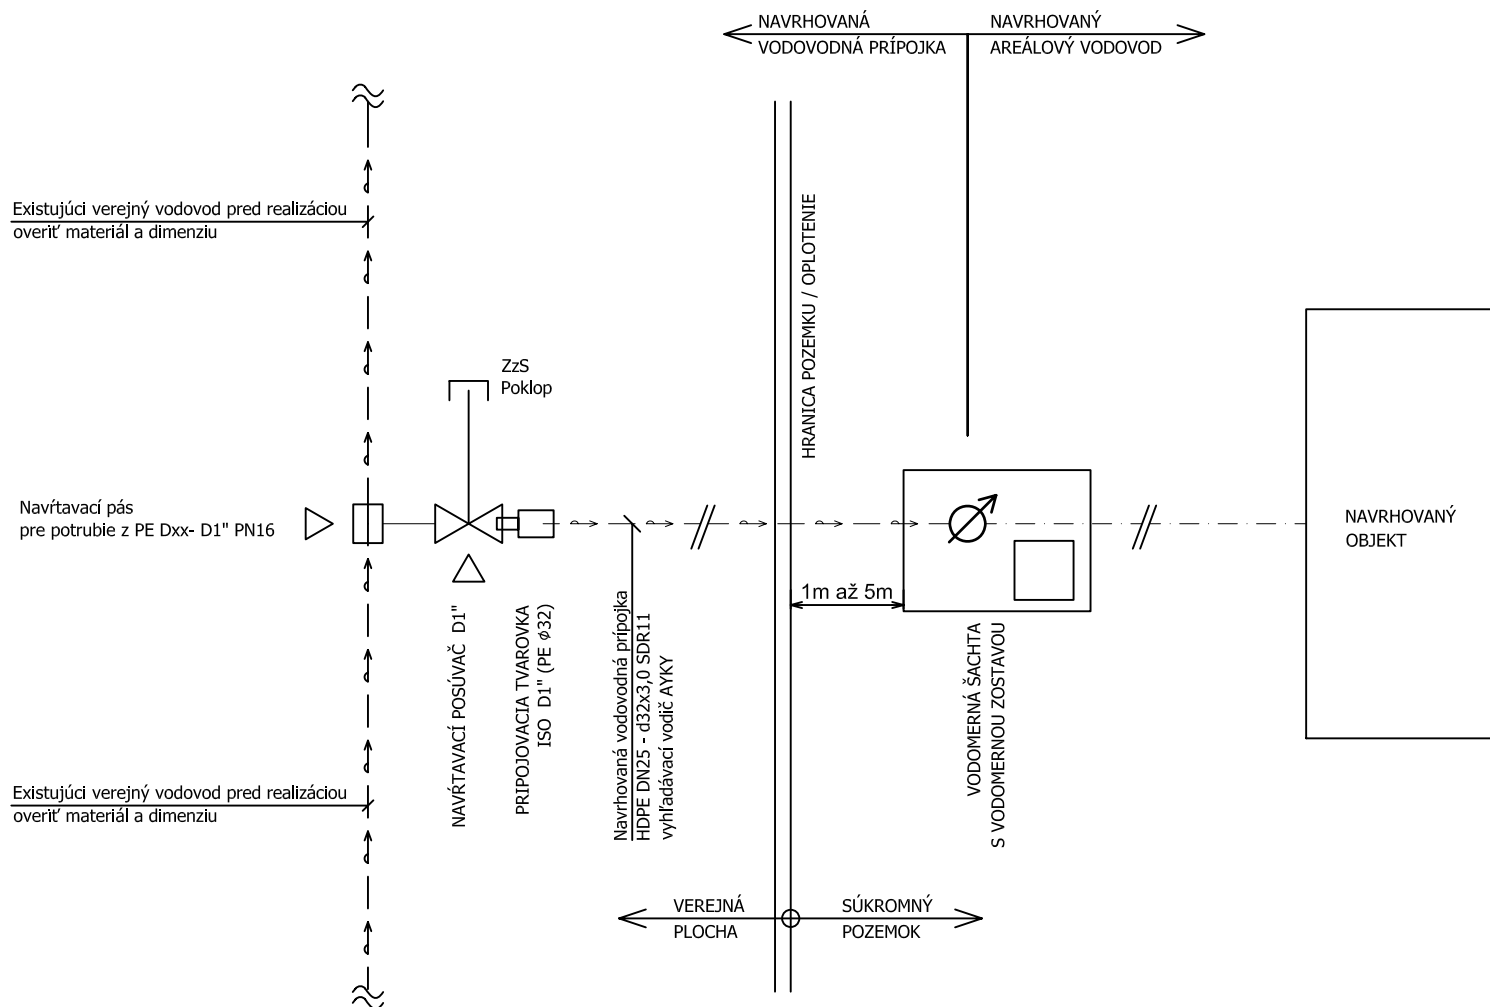 NAVRHOVANÁ
VODOVODNÁ PRÍPOJKA
NAVRHOVANÝ
AREÁLOVÝ VODOVOD
Existujúci verejný vodovod pred realizáciou
overiť materiál a dimenziu
HRANICA POZEMKU / OPLOTENIE
ZzS
Poklop
Navŕtavací pás
pre potrubie z PE Dxx- D1" PN16
NAVRHOVANÝ
OBJEKT
1m až 5m
NAVŔTAVACÍ POSÚVAČ D1"
PRIPOJOVACIA TVAROVKA
ISO D1" (PE ϕ32)
Navrhovaná vodovodná prípojka
HDPE DN25 - d32x3,0 SDR11
vyhľadávací vodič AYKY
VODOMERNÁ ŠACHTA
S VODOMERNOU ZOSTAVOU
Existujúci verejný vodovod pred realizáciou
overiť materiál a dimenziu
VEREJNÁ
PLOCHA
SÚKROMNÝ
POZEMOK